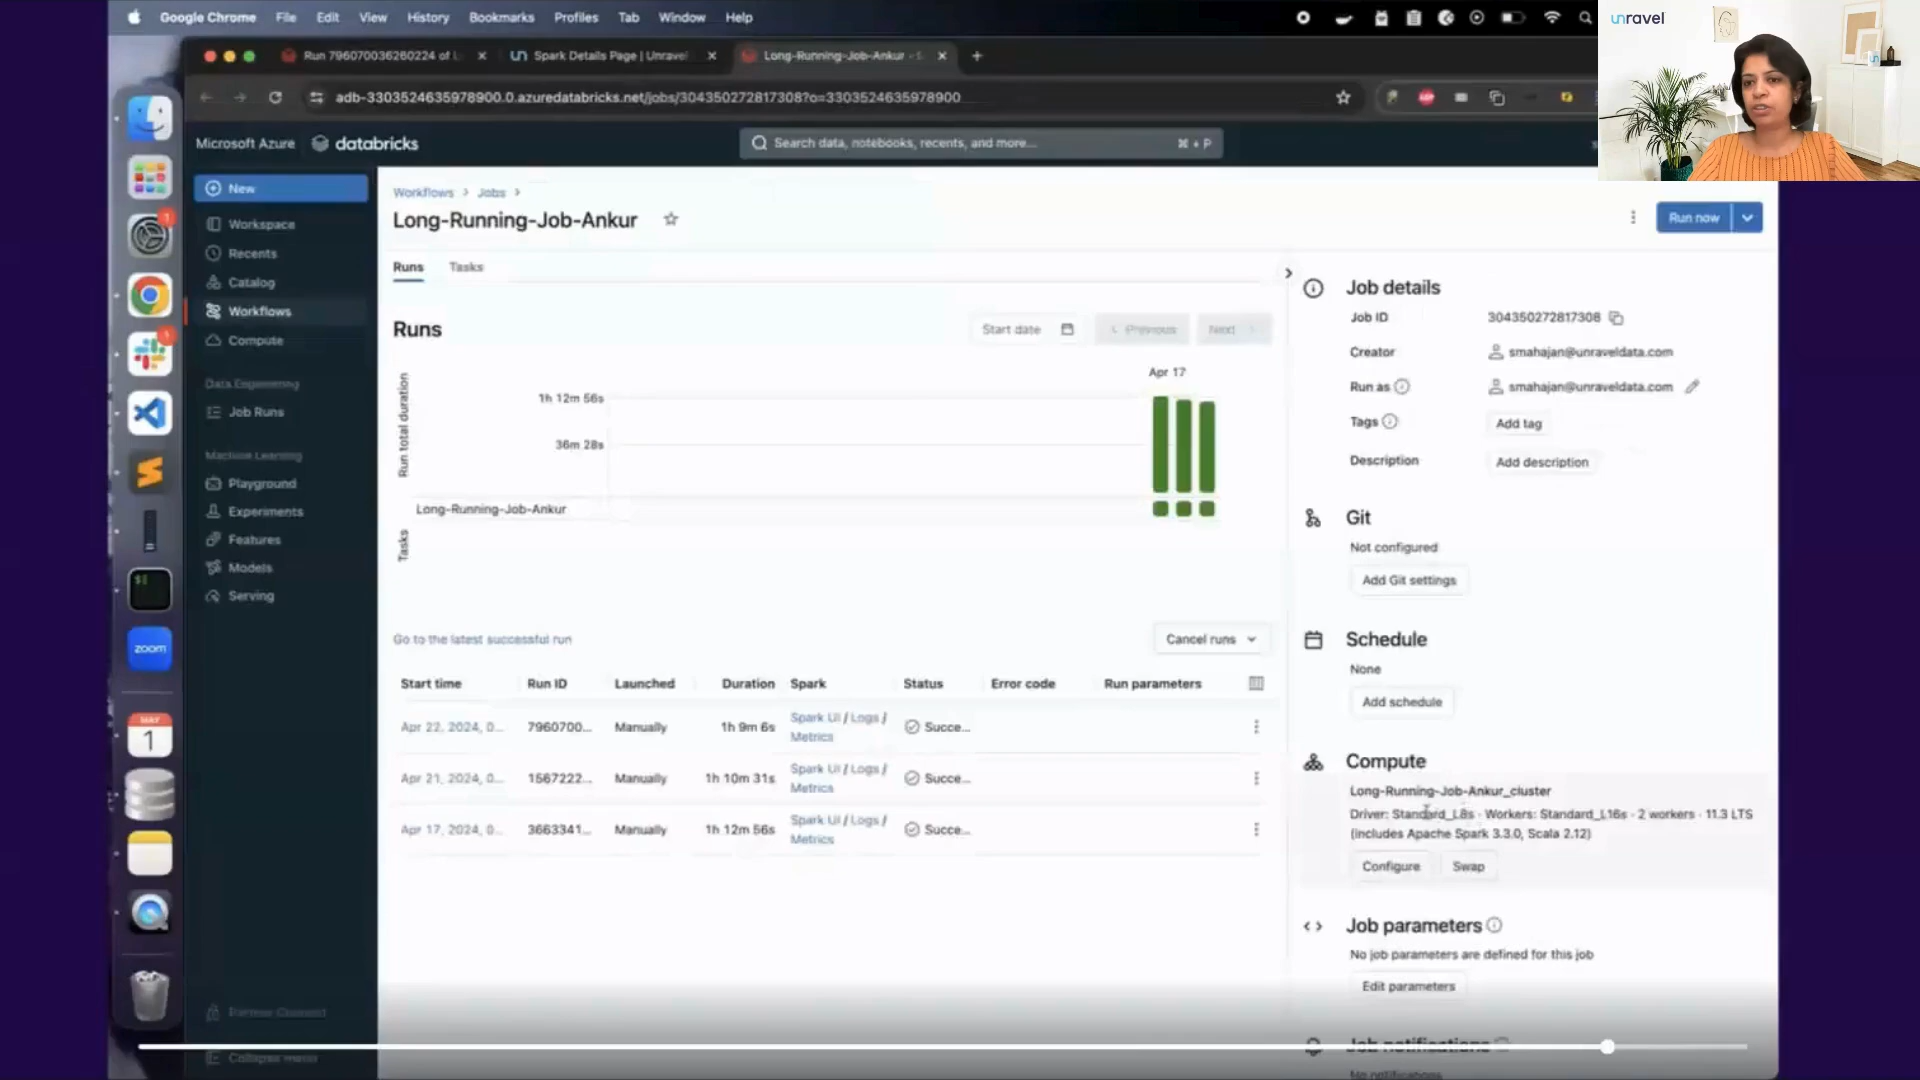 Google Chrome File Edit View History Bookmarks Profiles Tab Window Help
unravel
Run 796070036260224 of L
Spark Details Page | Unravel
Long-Running-Job-Ankur -
adb-3303524635978900.0.azuredatabricks.net/jobs/304350272817308?o=3303524635978900
Microsoft Azure databricks
Search data, notebooks, recents, and more...
⌘ + P
New
Workspace
Recents
Catalog
Workflows
Compute
Data Engineering
Job Runs
Machine Learning
Playground
Experiments
Features
Models
Serving
Partner Connect
Collapse menu
zoom
MAY
1
Workflows > Jobs >
Long-Running-Job-Ankur
Run now
Runs Tasks
Runs
Start date
Previous
Next
Apr 17
Run total duration
1h 12m 56s
36m 28s
Long-Running-Job-Ankur
Tasks
Go to the latest successful run
Cancel runs
Start time Run ID Launched Duration Spark Status Error code Run parameters
Apr 22, 2024, 0... 7960700... Manually 1h 9m 6s Spark UI / Logs / Metrics Succe...
Apr 21, 2024, 0... 1567222... Manually 1h 10m 31s Spark UI / Logs / Metrics Succe...
Apr 17, 2024, 0... 3663341... Manually 1h 12m 56s Spark UI / Logs / Metrics Succe...
Job details
Job ID 304350272817308
Creator smahajan@unraveldata.com
Run as smahajan@unraveldata.com
Tags Add tag
Description Add description
Git
Not configured
Add Git settings
Schedule
None
Add schedule
Compute
Long-Running-Job-Ankur_cluster
Driver: Standard_L8s · Workers: Standard_L16s · 2 workers · 11.3 LTS
(includes Apache Spark 3.3.0, Scala 2.12)
Configure Swap
Job parameters
No job parameters are defined for this job
Edit parameters
Job notifications
No notifications